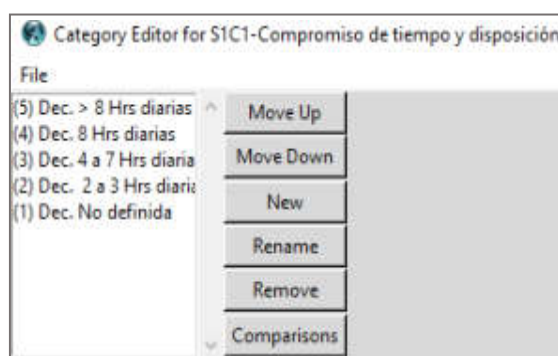 Category Editor for S1C1-Compromiso de tiempo y disposición
File
(5) Dec. > 8 Hrs diarias
(4) Dec. 8 Hrs diarias
(3) Dec. 4 a 7 Hrs diaria
(2) Dec. 2 a 3 Hrs diaria
(1) Dec. No definida
Move Up
Move Down
New
Rename
Remove
Comparisons